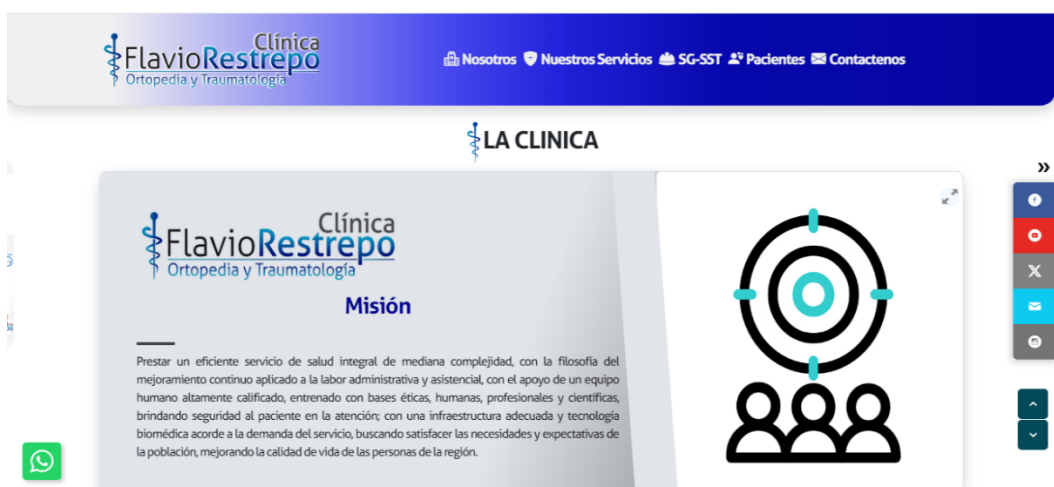 Clínica
FlavioRestrepo
Ortopedia y Traumatología
Nosotros Nuestros Servicios SG-SST Pacientes Contactenos
LA CLINICA
»
Clínica
FlavioRestrepo
Ortopedia y Traumatología
Misión
Prestar un eficiente servicio de salud integral de mediana complejidad, con la filosofía del
mejoramiento continuo aplicado a la labor administrativa y asistencial, con el apoyo de un equipo
humano altamente calificado, entrenado con bases éticas, humanas, profesionales y científicas,
brindando seguridad al paciente en la atención; con una infraestructura adecuada y tecnología
biomédica acorde a la demanda del servicio, buscando satisfacer las necesidades y expectativas de
la población, mejorando la calidad de vida de las personas de la región.